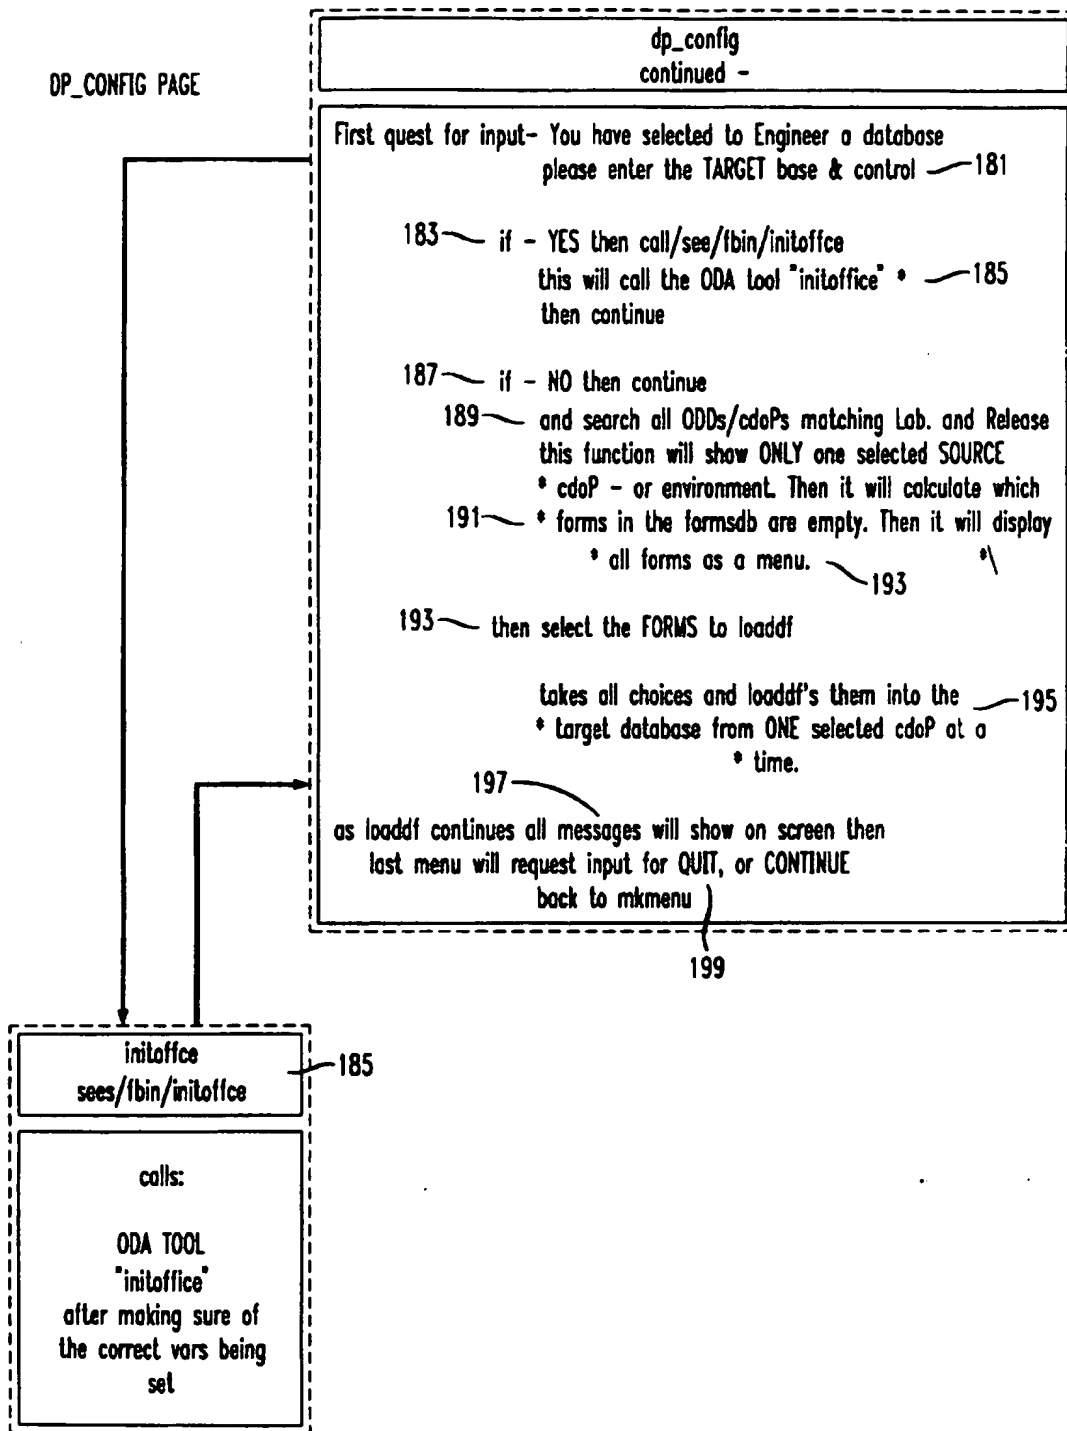 DP_CONFIG PAGE
dp_config
continued -
First quest for input- You have selected to Engineer a database
please enter the TARGET base & control 181
183 if - YES then call/see/fbin/initoffce
this will call the ODA tool "initoffice" * 185
then continue
187 if - NO then continue
189 and search all ODDs/cdoPs matching Lab. and Release
this function will show ONLY one selected SOURCE
* cdoP - or environment. Then it will calculate which
191 * forms in the formsdb are empty. Then it will display
* all forms as a menu. 193 *\
193 then select the FORMS to loaddf
takes all choices and loaddf's them into the 195
* target database from ONE selected cdoP at a
* time.
197
as loaddf continues all messages will show on screen then
last menu will request input for QUIT, or CONTINUE
back to mkmenu
199
initoffce
sees/fbin/initoffce 185
calls:
ODA TOOL
"initoffice"
after making sure of
the correct vars being
set